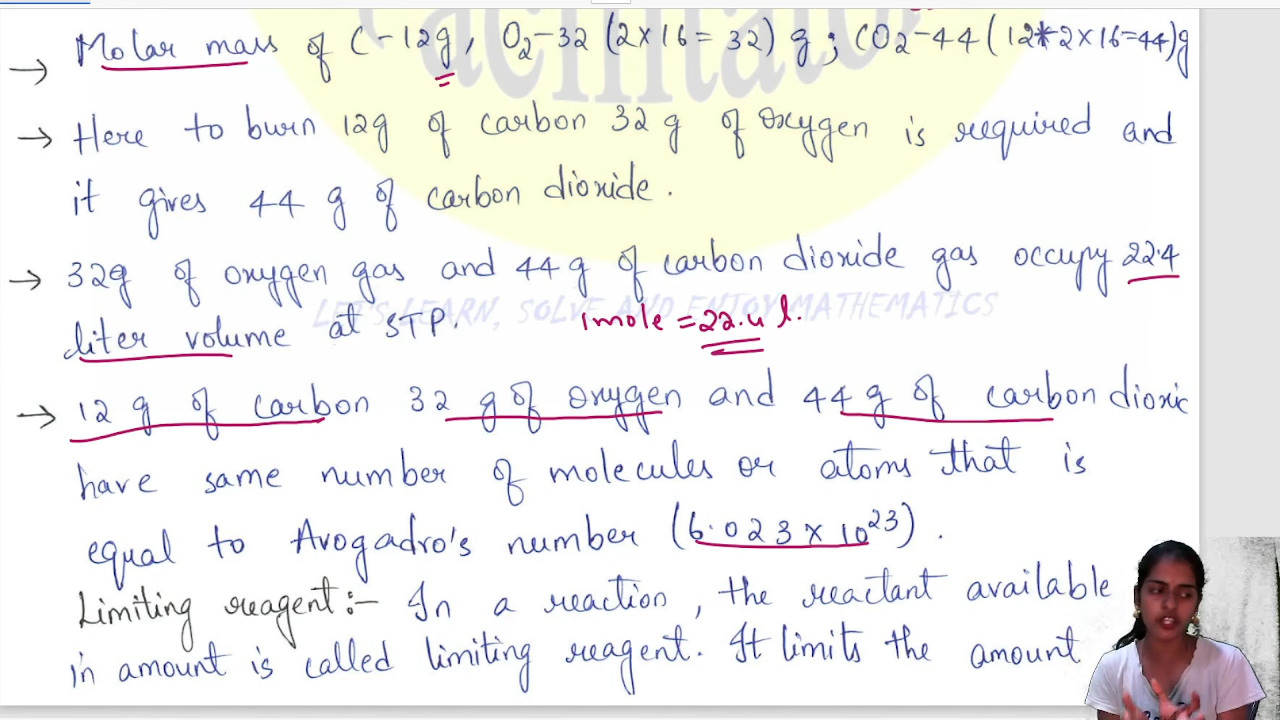 → Molar mass of C-12g, O₂-32 (2×16=32) g ; CO₂-44 (12+2×16=44)g
→ Here to burn 12g of carbon 32 g of oxygen is required and
it gives 44 g of carbon dioxide.
→ 32g of oxygen gas and 44 g of carbon dioxide gas occupy 22.4
liter volume at STP.
1mole = 22.4 l.
LET'S LEARN, SOLVE AND ENJOY MATHEMATICS
→ 12 g of carbon 32 g of oxygen and 44 g of carbon dioxic
have same number of molecules or atoms that is
equal to Avogadro's number (6.023 × 10²³) .
Limiting reagent:- In a reaction, the reactant available
in amount is called limiting reagent. It limits the amount